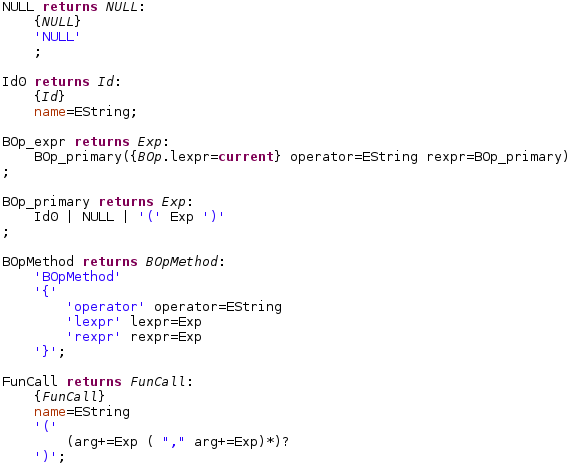 NULL returns NULL:
    {NULL}
    'NULL'
    ;

Id0 returns Id:
    {Id}
    name=EString;

BOp_expr returns Exp:
    BOp_primary({BOp.lexpr=current} operator=EString rexpr=BOp_primary)
;

BOp_primary returns Exp:
    Id0 | NULL | '(' Exp ')'
;

BOpMethod returns BOpMethod:
    'BOpMethod'
    '{'
        'operator' operator=EString
        'lexpr' lexpr=Exp
        'rexpr' rexpr=Exp
    '}';

FunCall returns FunCall:
    {FunCall}
    name=EString
    '('
        (arg+=Exp ( "," arg+=Exp)*)?
    ')';